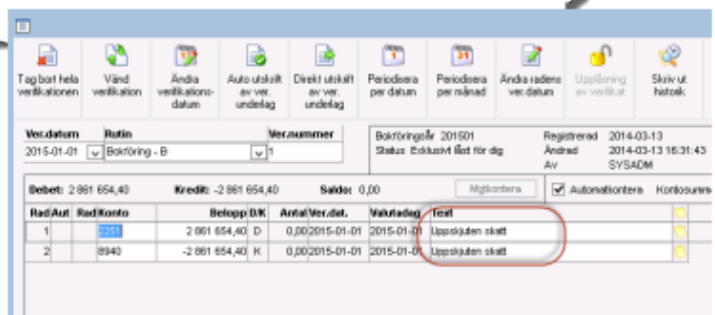 Tag bort hela verifikationen
Vänd verifikation
Ändra verifikations-datum
Auto utskrift av ver. underlag
Direkt utskrift av ver. underlag
Periodisera per datum
Periodisera per månad
Ändra radens ver.datum
Upplåsning av verifikat
Skriv ut historik
Ver.datum Rutin Ver.nummer
2015-01-01 Bokföring - B 1
Bokföringsår 201501
Status Exklusivt låst för dig
Registrerad 2014-03-13
Ändrad 2014-03-13 16:31:43
Av SYSADM
Debet: 2 861 654,40 Kredit: -2 861 654,40 Saldo: 0,00 Automatkontera
Rad Aut Rad Konto Belopp D/K Antal Ver.dat. Valutadag Text
1 2251 2 861 654,40 D 0,00 2015-01-01 2015-01-01 Uppskjuten skatt
2 8940 -2 861 654,40 K 0,00 2015-01-01 2015-01-01 Uppskjuten skatt